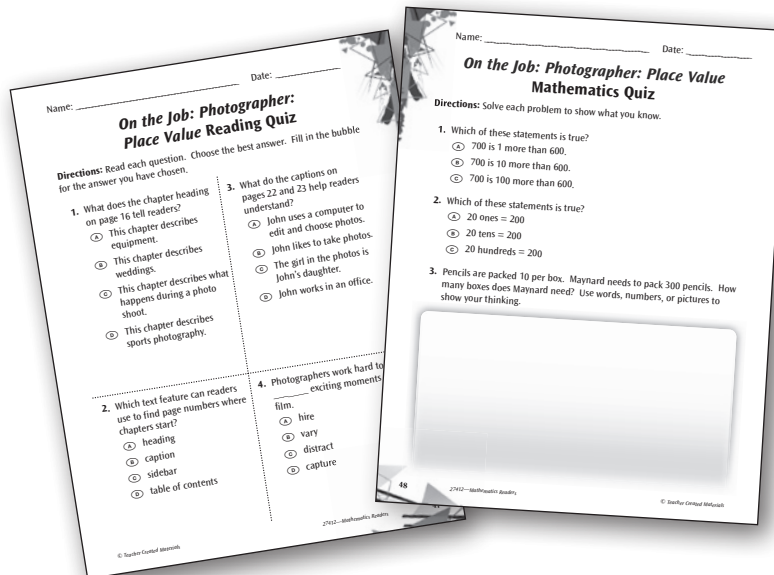 Name: Date:
On the Job: Photographer:
Place Value Reading Quiz
Directions: Read each question. Choose the best answer. Fill in the bubble
for the answer you have chosen.
1. What does the chapter heading
on page 16 tell readers?
A This chapter describes
equipment.
B This chapter describes
weddings.
C This chapter describes what
happens during a photo
shoot.
D This chapter describes
sports photography.
2. Which text feature can readers
use to find page numbers where
chapters start?
A heading
B caption
C sidebar
D table of contents
3. What do the captions on
pages 22 and 23 help readers
understand?
A John uses a computer to
edit and choose photos.
B John likes to take photos.
C The girl in the photos is
John's daughter.
D John works in an office.
4. Photographers work hard to
_______ exciting moments
film.
A hire
B vary
C distract
D capture
© Teacher Created Materials
27412—Mathematics Readers
Name: Date:
On the Job: Photographer: Place Value
Mathematics Quiz
Directions: Solve each problem to show what you know.
1. Which of these statements is true?
A 700 is 1 more than 600.
B 700 is 10 more than 600.
C 700 is 100 more than 600.
2. Which of these statements is true?
A 20 ones = 200
B 20 tens = 200
C 20 hundreds = 200
3. Pencils are packed 10 per box. Maynard needs to pack 300 pencils. How
many boxes does Maynard need? Use words, numbers, or pictures to
show your thinking.
48
27412—Mathematics Readers
© Teacher Created Materials